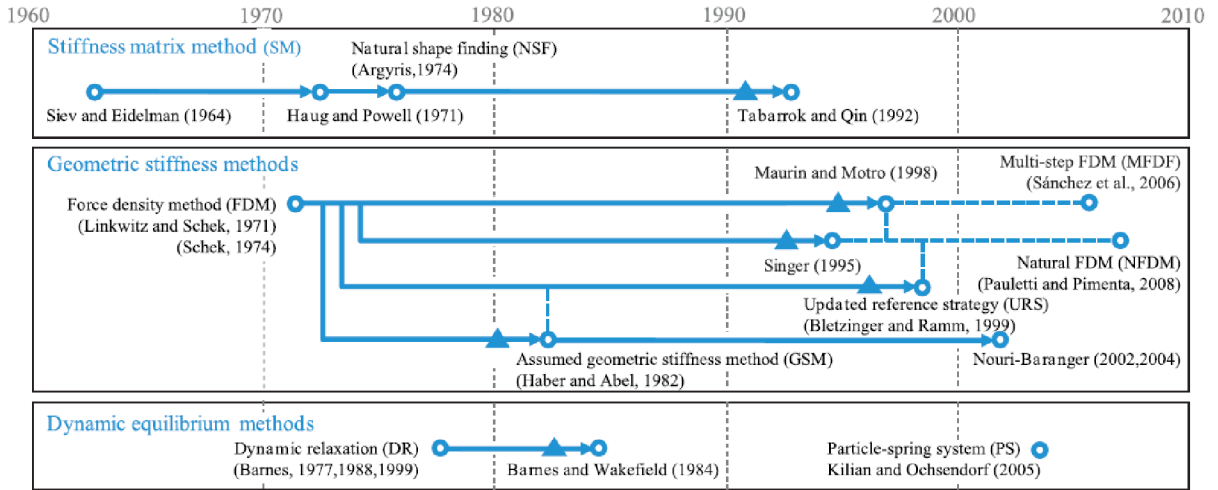 1960 1970 1980 1990 2000 2010
Stiffness matrix method (SM)
Natural shape finding (NSF)
(Argyris,1974)
Siev and Eidelman (1964)
Haug and Powell (1971)
Tabarrok and Qin (1992)
Geometric stiffness methods
Maurin and Motro (1998)
Multi-step FDM (MFDF)
(Sánchez et al., 2006)
Force density method (FDM)
(Linkwitz and Schek, 1971)
(Schek, 1974)
Singer (1995)
Natural FDM (NFDM)
(Pauletti and Pimenta, 2008)
Updated reference strategy (URS)
(Bletzinger and Ramm, 1999)
Assumed geometric stiffness method (GSM)
(Haber and Abel, 1982)
Nouri-Baranger (2002,2004)
Dynamic equilibrium methods
Dynamic relaxation (DR)
(Barnes, 1977,1988,1999)
Barnes and Wakefield (1984)
Particle-spring system (PS)
Kilian and Ochsendorf (2005)